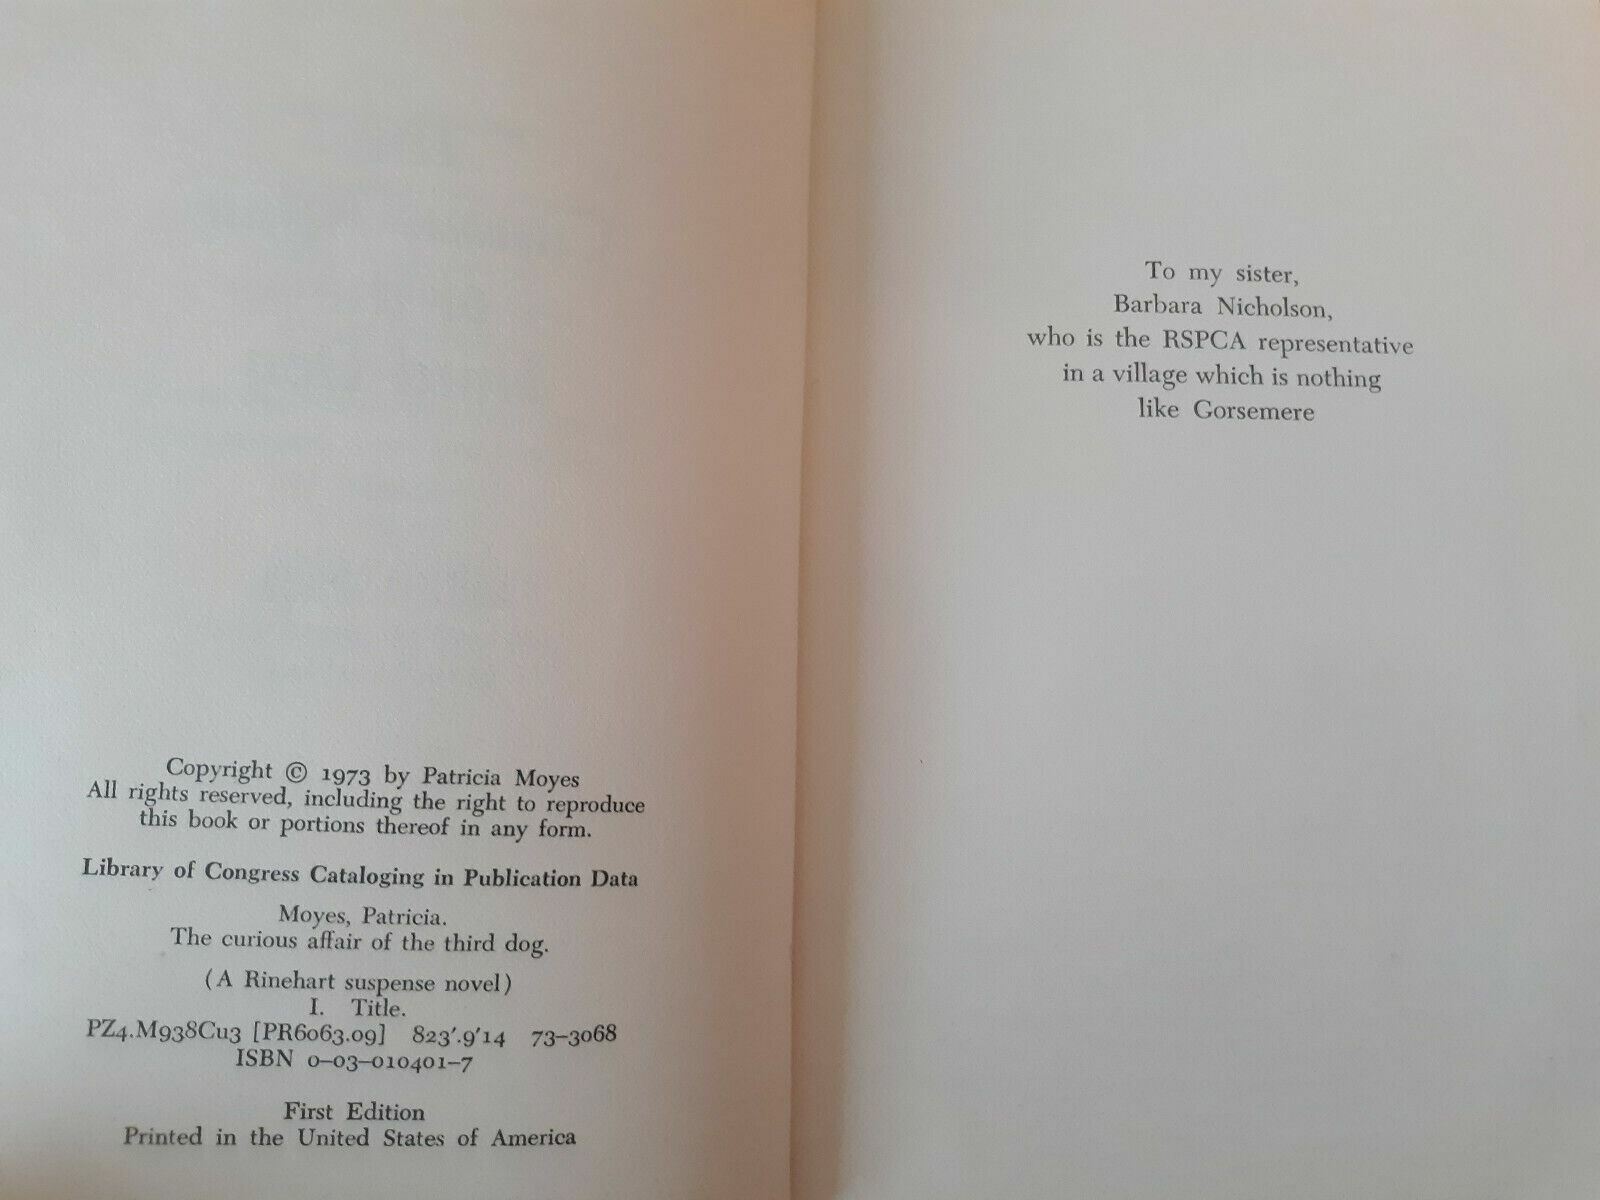 Copyright © 1973 by Patricia Moyes
All rights reserved, including the right to reproduce
this book or portions thereof in any form.
Library of Congress Cataloging in Publication Data
Moyes, Patricia.
The curious affair of the third dog.
(A Rinehart suspense novel)
I. Title.
PZ4.M938Cu3 [PR6063.09] 823'.9'14 73–3068
ISBN 0–03–010401–7
First Edition
Printed in the United States of America
To my sister,
Barbara Nicholson,
who is the RSPCA representative
in a village which is nothing
like Gorsemere